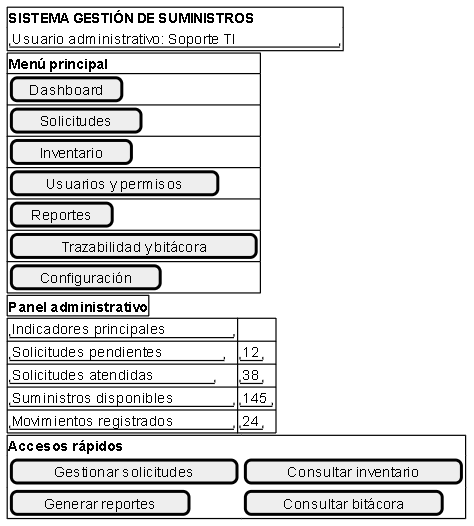 SISTEMA GESTIÓN DE SUMINISTROS
Usuario administrativo: Soporte TI
Menú principal
Dashboard
Solicitudes
Inventario
Usuarios y permisos
Reportes
Trazabilidad y bitácora
Configuración
Panel administrativo
Indicadores principales
Solicitudes pendientes 12
Solicitudes atendidas 38
Suministros disponibles 145
Movimientos registrados 24
Accesos rápidos
Gestionar solicitudes Consultar inventario
Generar reportes Consultar bitácora